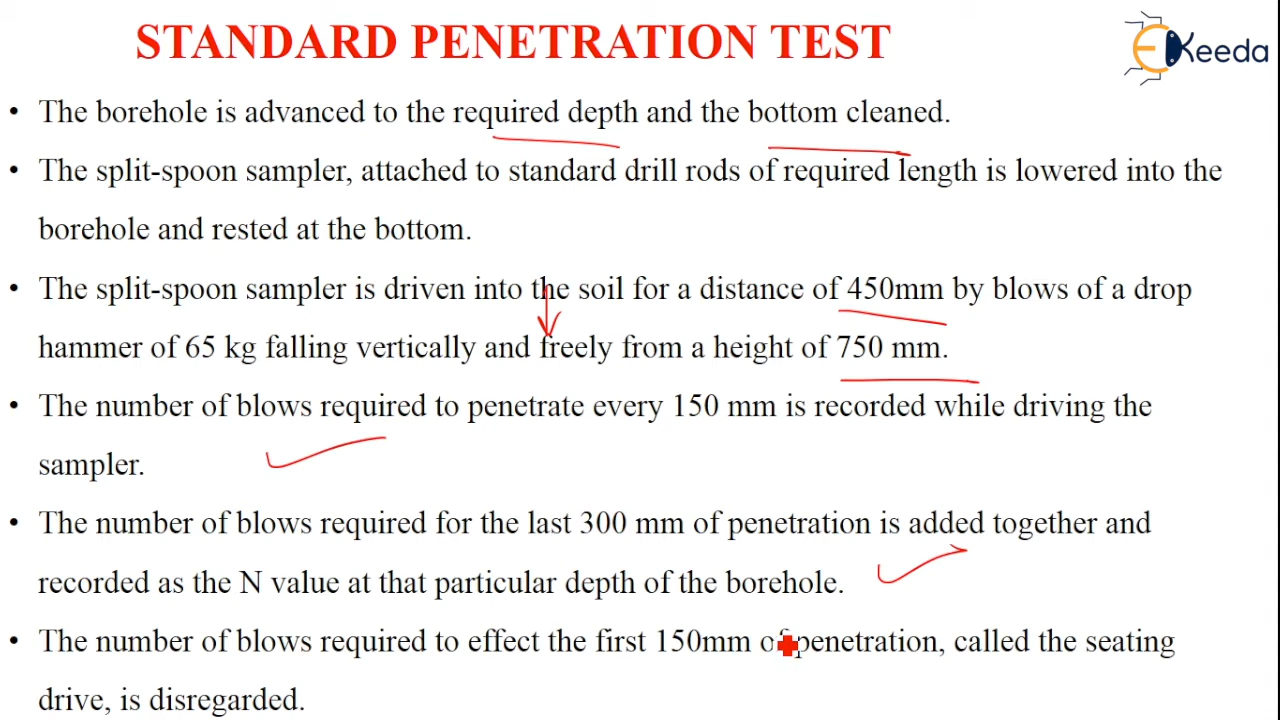 STANDARD PENETRATION TEST
EKeeda
• The borehole is advanced to the required depth and the bottom cleaned.
• The split-spoon sampler, attached to standard drill rods of required length is lowered into the
borehole and rested at the bottom.
• The split-spoon sampler is driven into the soil for a distance of 450mm by blows of a drop
hammer of 65 kg falling vertically and freely from a height of 750 mm.
• The number of blows required to penetrate every 150 mm is recorded while driving the
sampler.
• The number of blows required for the last 300 mm of penetration is added together and
recorded as the N value at that particular depth of the borehole.
• The number of blows required to effect the first 150mm of penetration, called the seating
drive, is disregarded.